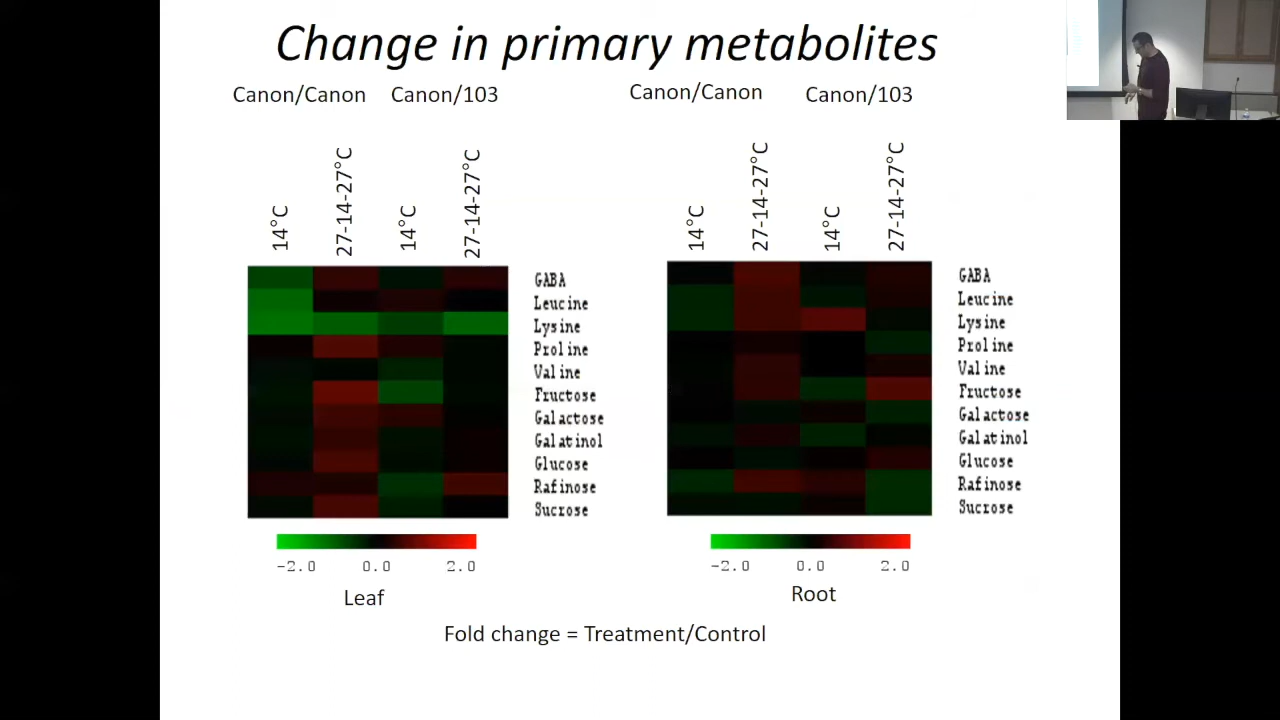 Change in primary metabolites
Canon/Canon Canon/103
14°C 27-14-27°C 14°C 27-14-27°C
GABA
Leucine
Lysine
Proline
Valine
Fructose
Galactose
Galatinol
Glucose
Rafinose
Sucrose
-2.0 0.0 2.0
Leaf
Canon/Canon Canon/103
14°C 27-14-27°C 14°C 27-14-27°C
GABA
Leucine
Lysine
Proline
Valine
Fructose
Galactose
Galatinol
Glucose
Rafinose
Sucrose
-2.0 0.0 2.0
Root
Fold change = Treatment/Control